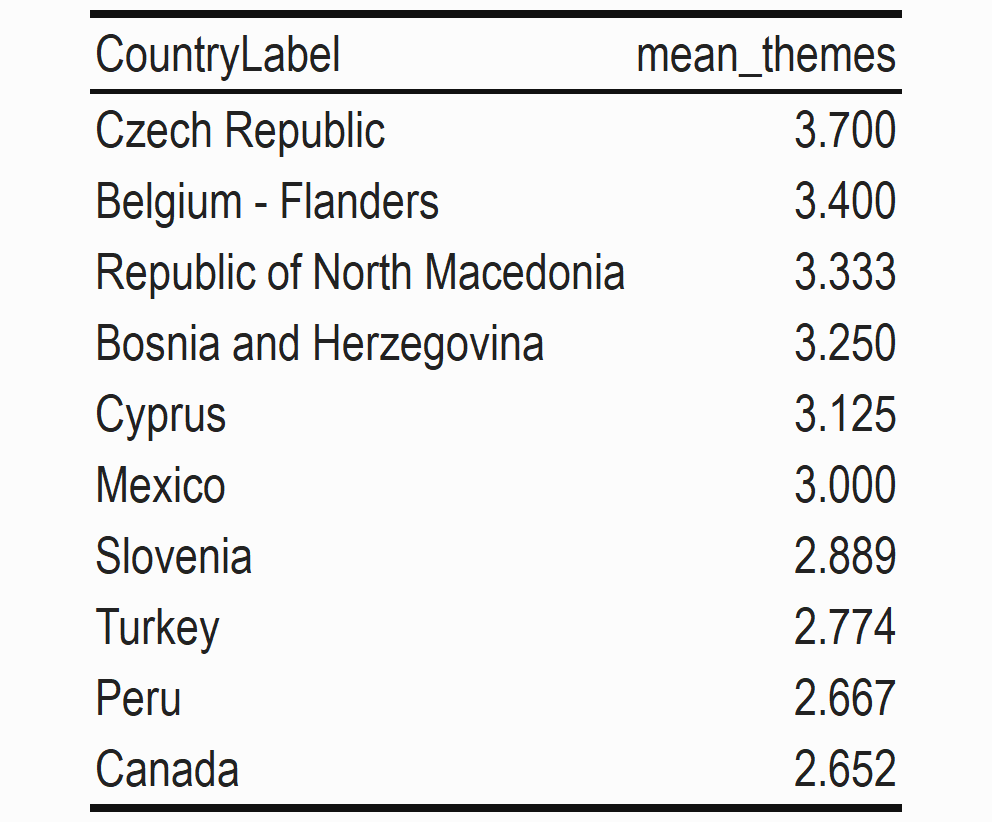 CountryLabel mean_themes
Czech Republic 3.700
Belgium - Flanders 3.400
Republic of North Macedonia 3.333
Bosnia and Herzegovina 3.250
Cyprus 3.125
Mexico 3.000
Slovenia 2.889
Turkey 2.774
Peru 2.667
Canada 2.652